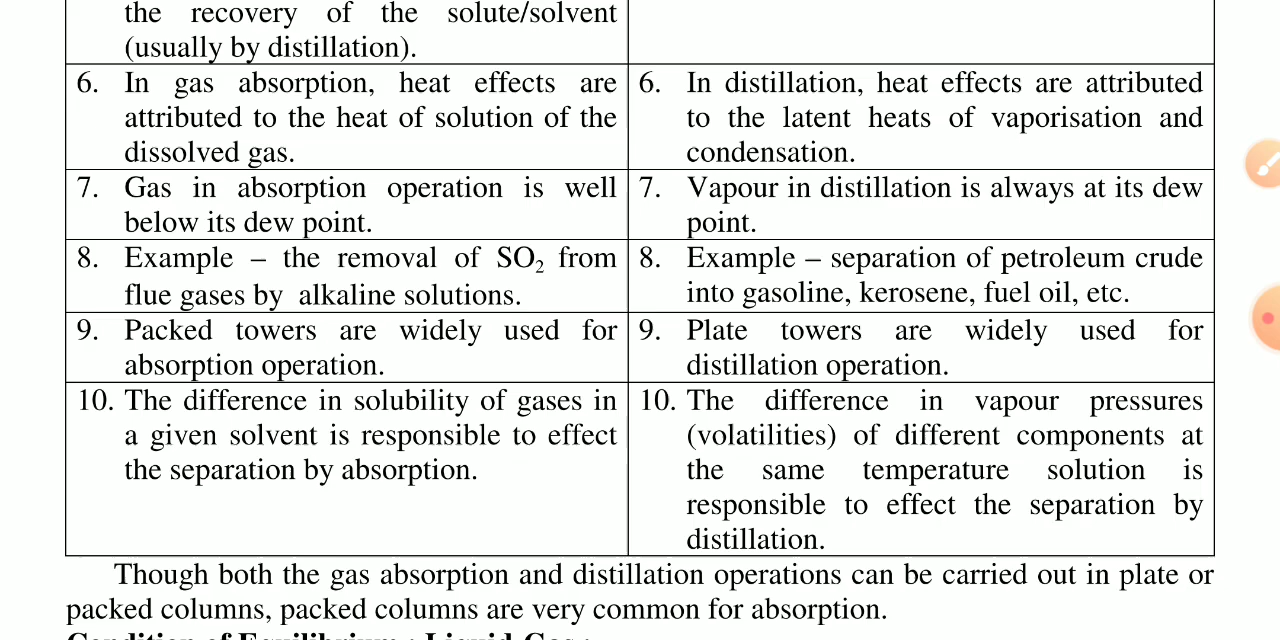 the recovery of the solute/solvent
(usually by distillation).
6. In gas absorption, heat effects are
attributed to the heat of solution of the
dissolved gas.
6. In distillation, heat effects are attributed
to the latent heats of vaporisation and
condensation.
7. Gas in absorption operation is well
below its dew point.
7. Vapour in distillation is always at its dew
point.
8. Example – the removal of SO₂ from
flue gases by alkaline solutions.
8. Example – separation of petroleum crude
into gasoline, kerosene, fuel oil, etc.
9. Packed towers are widely used for
absorption operation.
9. Plate towers are widely used for
distillation operation.
10. The difference in solubility of gases in
a given solvent is responsible to effect
the separation by absorption.
10. The difference in vapour pressures
(volatilities) of different components at
the same temperature solution is
responsible to effect the separation by
distillation.
Though both the gas absorption and distillation operations can be carried out in plate or
packed columns, packed columns are very common for absorption.
Condition of Equilibrium : Liquid-Gas :